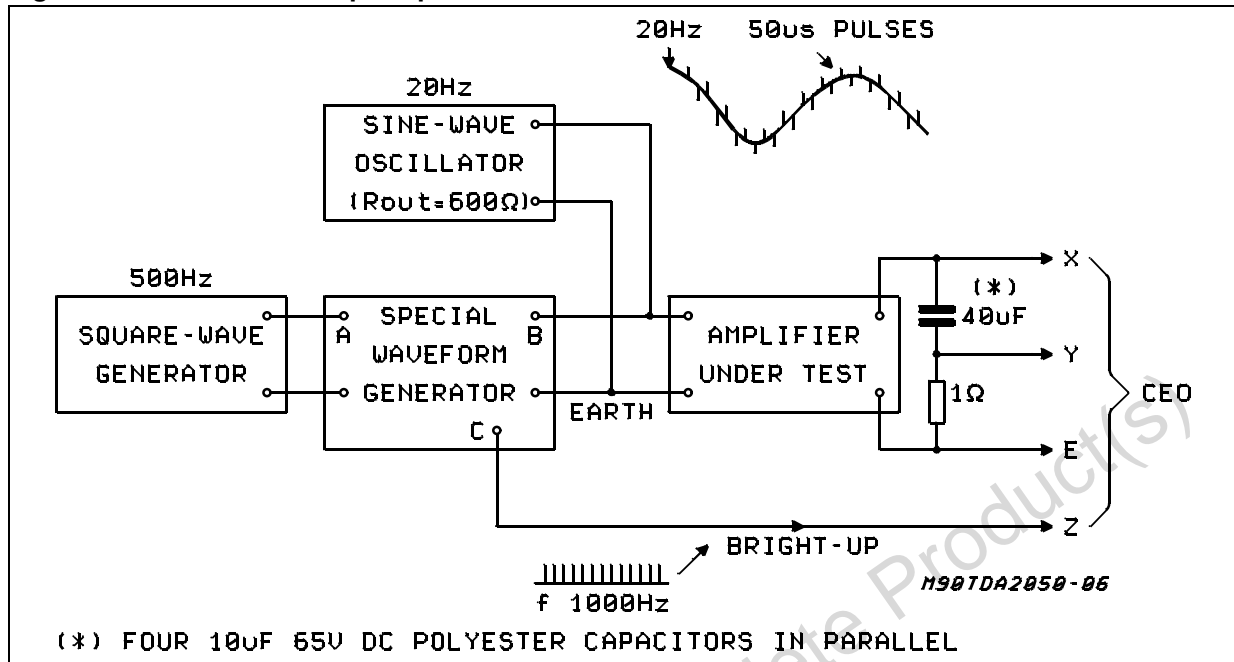 20Hz 50us PULSES
20Hz
SINE-WAVE
OSCILLATOR
(Rout=600Ω)
500Hz
SQUARE-WAVE
GENERATOR
A
SPECIAL
WAVEFORM
GENERATOR
B
C
EARTH
AMPLIFIER
UNDER TEST
X
(*)
40uF
Y
1Ω
CEO
E
Z
BRIGHT-UP
f 1000Hz
M90TDA2050-06
(*) FOUR 10uF 65V DC POLYESTER CAPACITORS IN PARALLEL
Product(s)